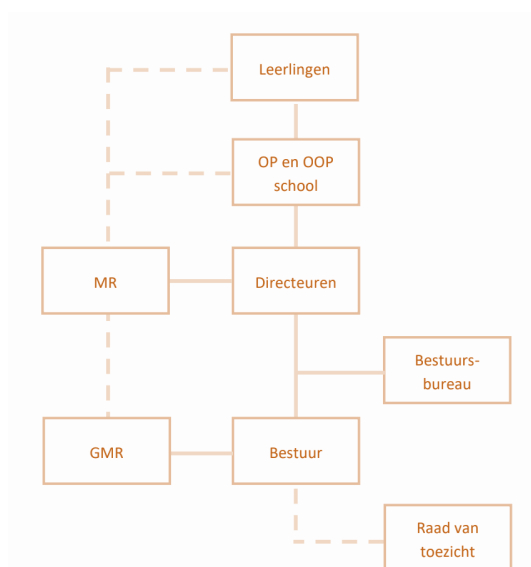 Leerlingen
OP en OOP
school
MR
Directeuren
Bestuurs-
bureau
GMR
Bestuur
Raad van
toezicht